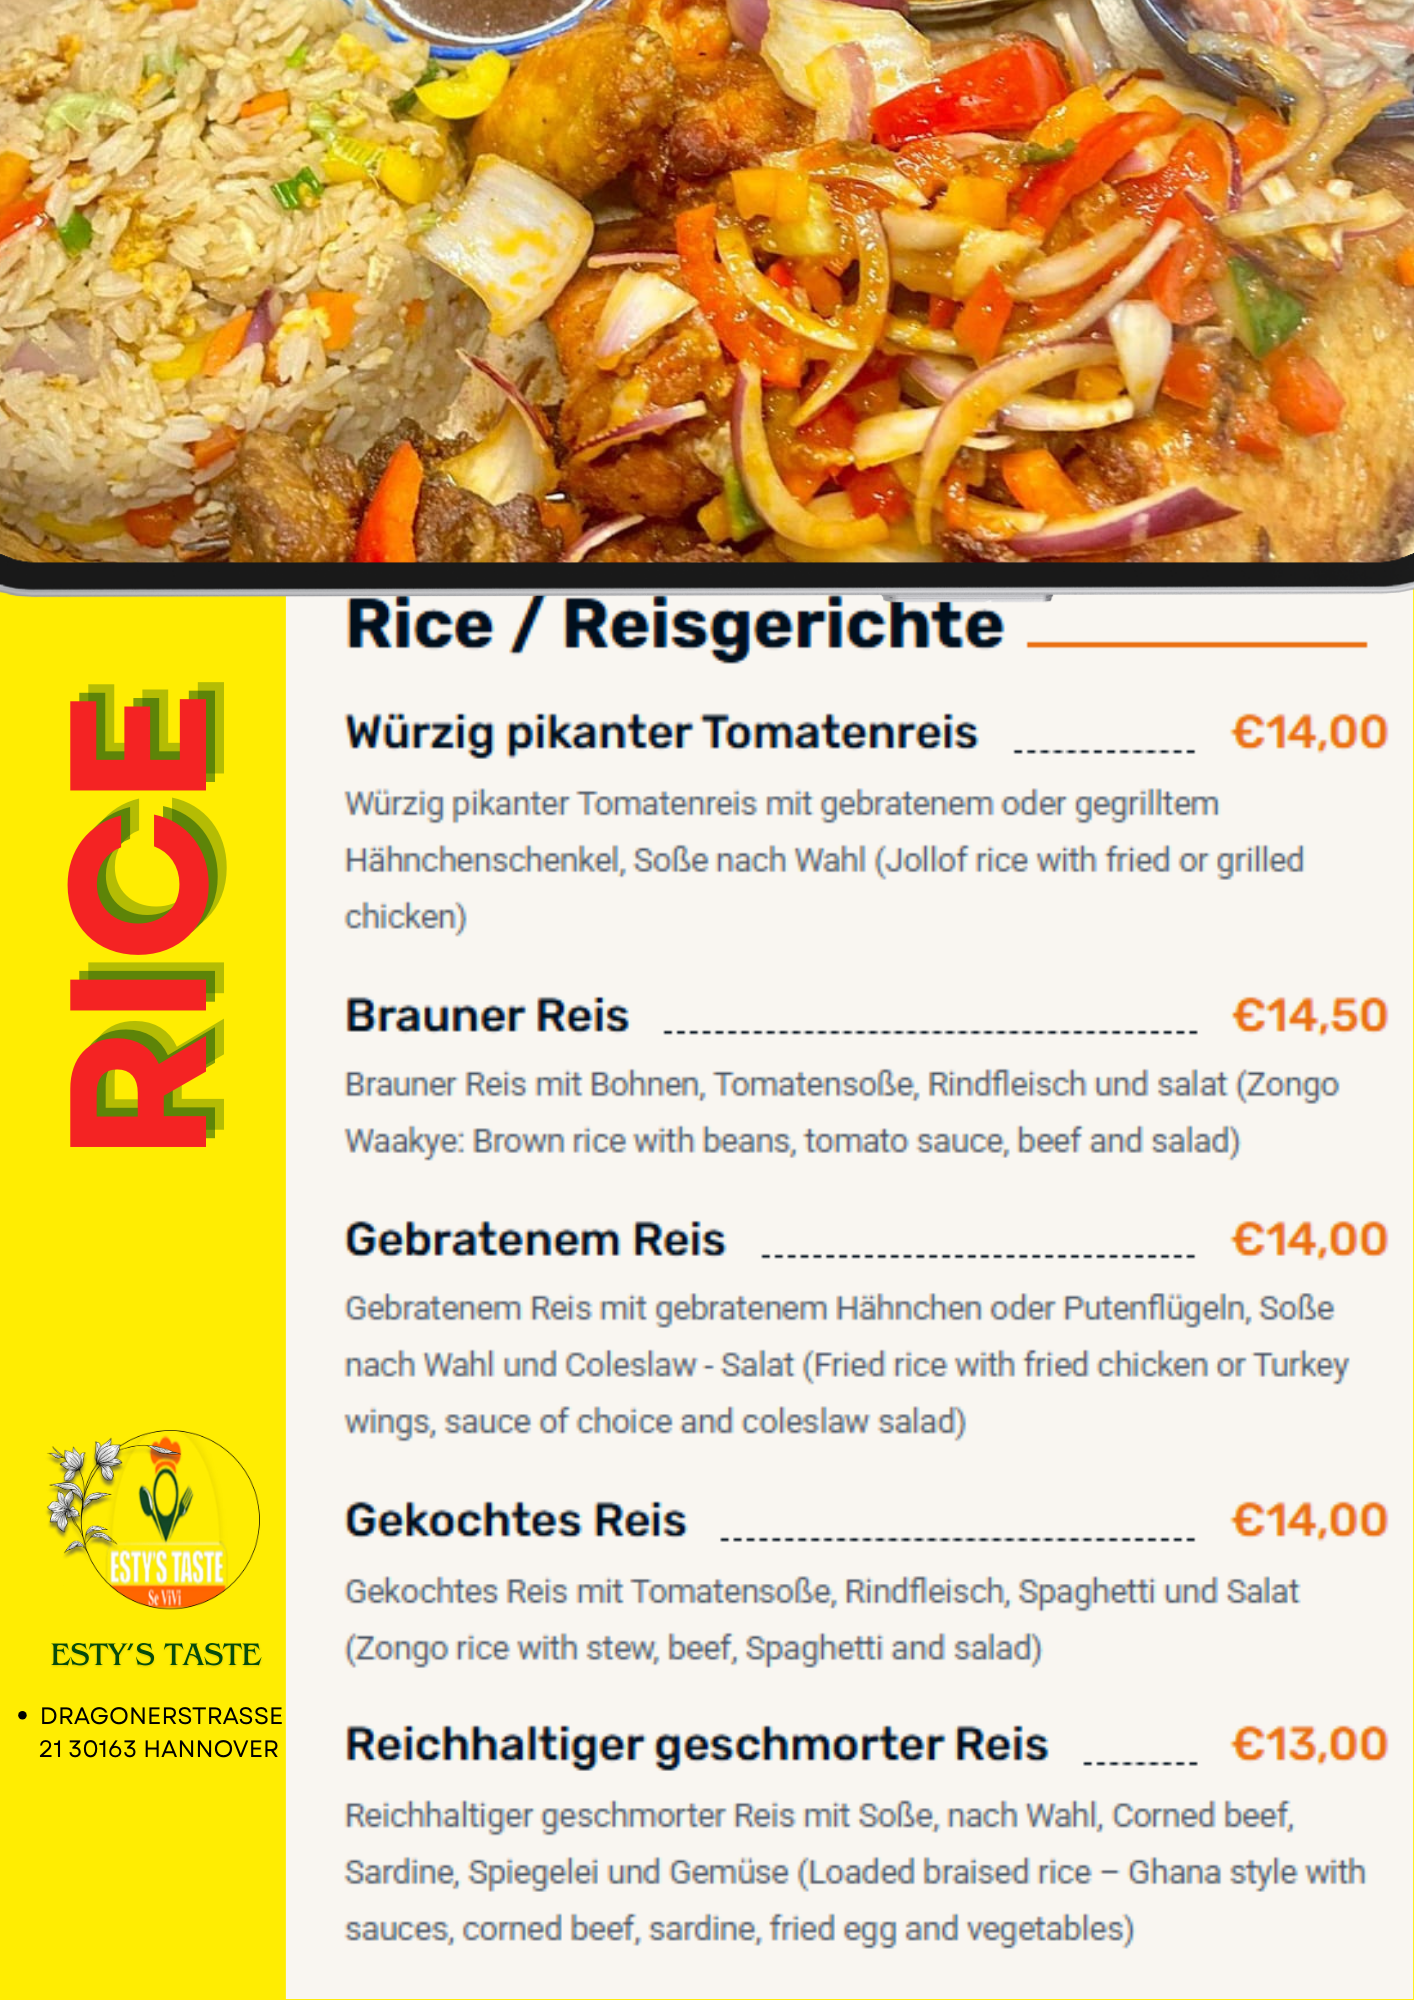 Rice / Reisgerichte
Würzig pikanter Tomatenreis €14,00
Würzig pikanter Tomatenreis mit gebratenem oder gegrilltem
Hähnchenschenkel, Soße nach Wahl (Jollof rice with fried or grilled
chicken)
Brauner Reis €14,50
Brauner Reis mit Bohnen, Tomatensoße, Rindfleisch und salat (Zongo
Waakye: Brown rice with beans, tomato sauce, beef and salad)
Gebratenem Reis €14,00
Gebratenem Reis mit gebratenem Hähnchen oder Putenflügeln, Soße
nach Wahl und Coleslaw - Salat (Fried rice with fried chicken or Turkey
wings, sauce of choice and coleslaw salad)
Gekochtes Reis €14,00
Gekochtes Reis mit Tomatensoße, Rindfleisch, Spaghetti und Salat
(Zongo rice with stew, beef, Spaghetti and salad)
Reichhaltiger geschmorter Reis €13,00
Reichhaltiger geschmorter Reis mit Soße, nach Wahl, Corned beef,
Sardine, Spiegelei und Gemüse (Loaded braised rice – Ghana style with
sauces, corned beef, sardine, fried egg and vegetables)
RICE
ESTY'S TASTE
Se ViVi
ESTY'S TASTE
• DRAGONERSTRASSE
21 30163 HANNOVER